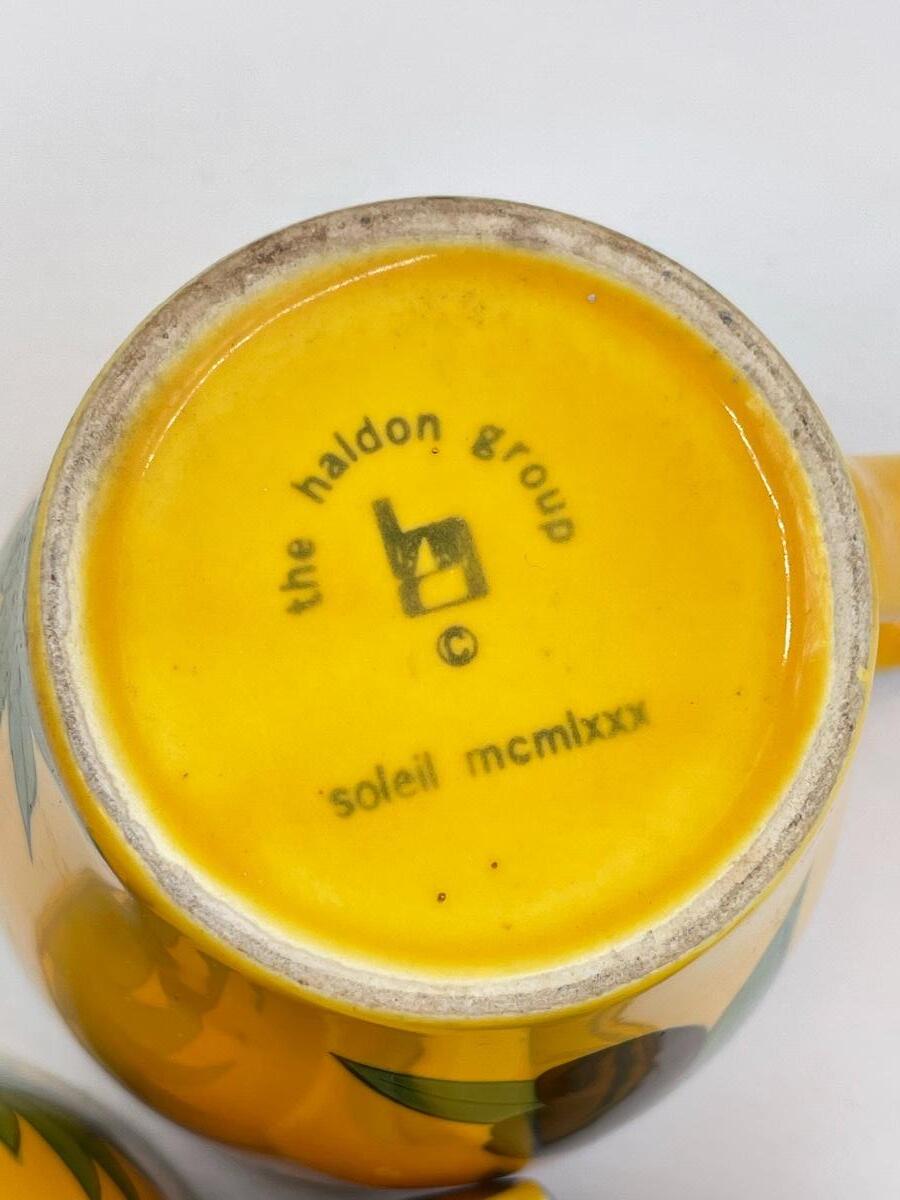 the haldon group
©
soleil mcmlxxx